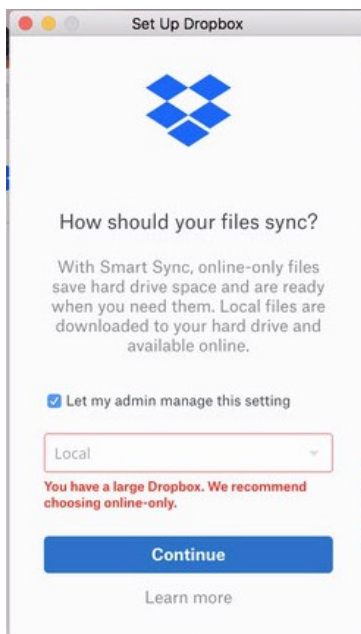 Set Up Dropbox
How should your files sync?
With Smart Sync, online-only files
save hard drive space and are ready
when you need them. Local files are
downloaded to your hard drive and
available online.
Let my admin manage this setting
Local
You have a large Dropbox. We recommend
choosing online-only.
Continue
Learn more